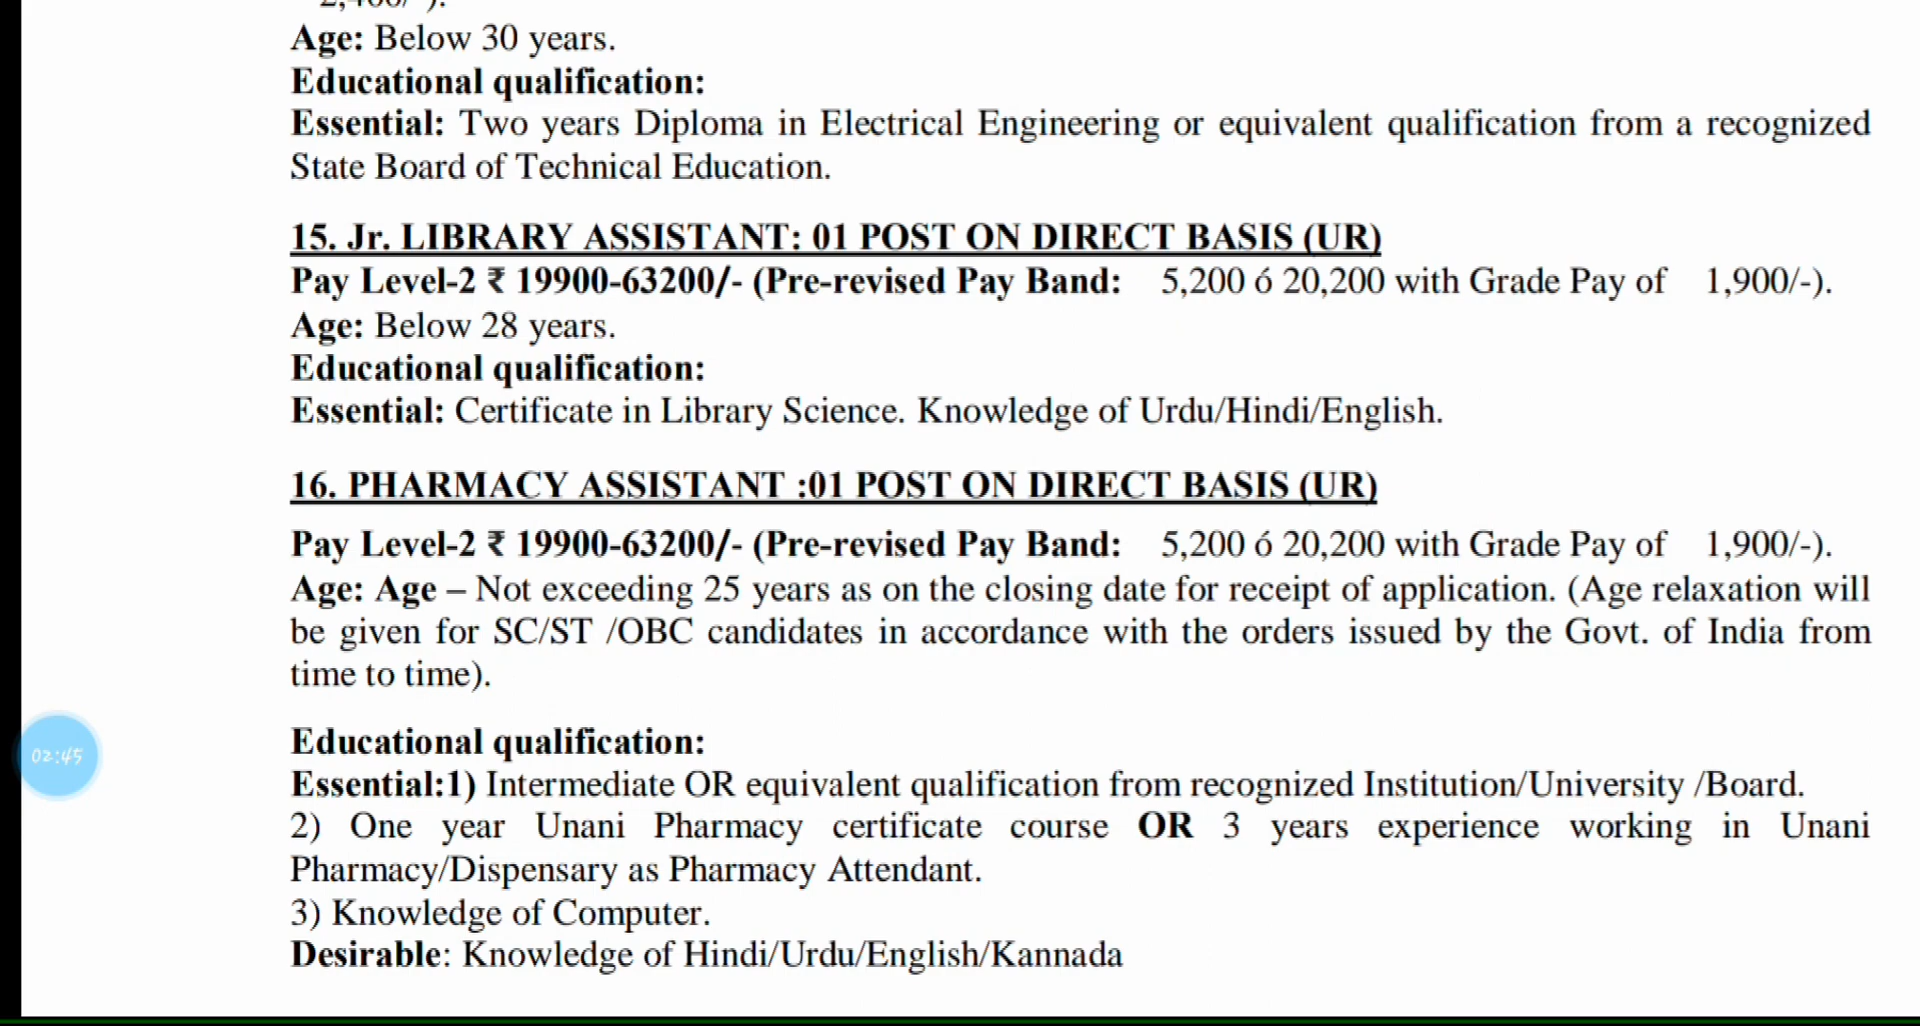 Age: Below 30 years.
Educational qualification:
Essential: Two years Diploma in Electrical Engineering or equivalent qualification from a recognized
State Board of Technical Education.
15. Jr. LIBRARY ASSISTANT: 01 POST ON DIRECT BASIS (UR)
Pay Level-2 ₹ 19900-63200/- (Pre-revised Pay Band: 5,200 ó 20,200 with Grade Pay of 1,900/-).
Age: Below 28 years.
Educational qualification:
Essential: Certificate in Library Science. Knowledge of Urdu/Hindi/English.
16. PHARMACY ASSISTANT :01 POST ON DIRECT BASIS (UR)
Pay Level-2 ₹ 19900-63200/- (Pre-revised Pay Band: 5,200 ó 20,200 with Grade Pay of 1,900/-).
Age: Age – Not exceeding 25 years as on the closing date for receipt of application. (Age relaxation will
be given for SC/ST /OBC candidates in accordance with the orders issued by the Govt. of India from
time to time).
02:45
Educational qualification:
Essential:1) Intermediate OR equivalent qualification from recognized Institution/University /Board.
2) One year Unani Pharmacy certificate course OR 3 years experience working in Unani
Pharmacy/Dispensary as Pharmacy Attendant.
3) Knowledge of Computer.
Desirable: Knowledge of Hindi/Urdu/English/Kannada